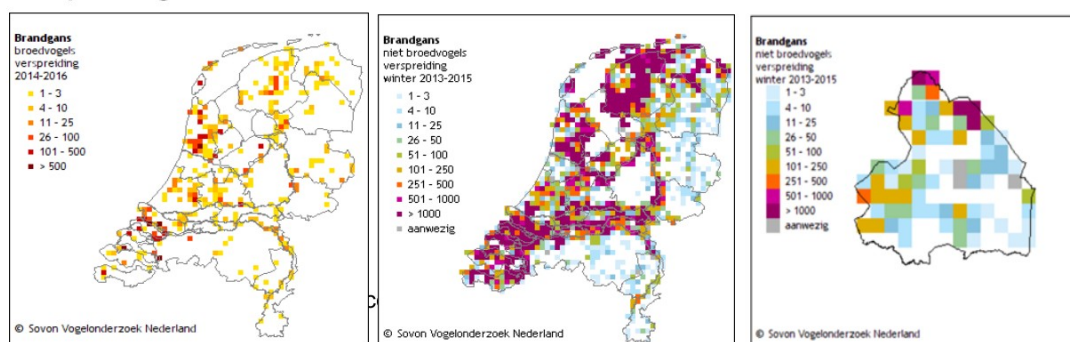 Brandgans
broedvogels
verspreiding
2014-2016
1 - 3
4 - 10
11 - 25
26 - 100
101 - 500
> 500
© Sovon Vogelonderzoek Nederland
Brandgans
niet broedvogels
verspreiding
winter 2013-2015
1 - 3
4 - 10
11 - 25
26 - 50
51 - 100
101 - 250
251 - 500
501 - 1000
> 1000
aanwezig
© Sovon Vogelonderzoek Nederland
Brandgans
niet broedvogels
verspreiding
winter 2013-2015
1 - 3
4 - 10
11 - 25
26 - 50
51 - 100
101 - 250
251 - 500
501 - 1000
> 1000
aanwezig
© Sovon Vogelonderzoek Nederland